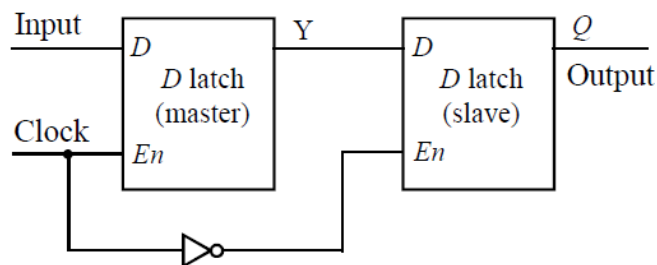 Input
D
D latch
(master)
Y
D
D latch
(slave)
Q
Output
Clock
En
En